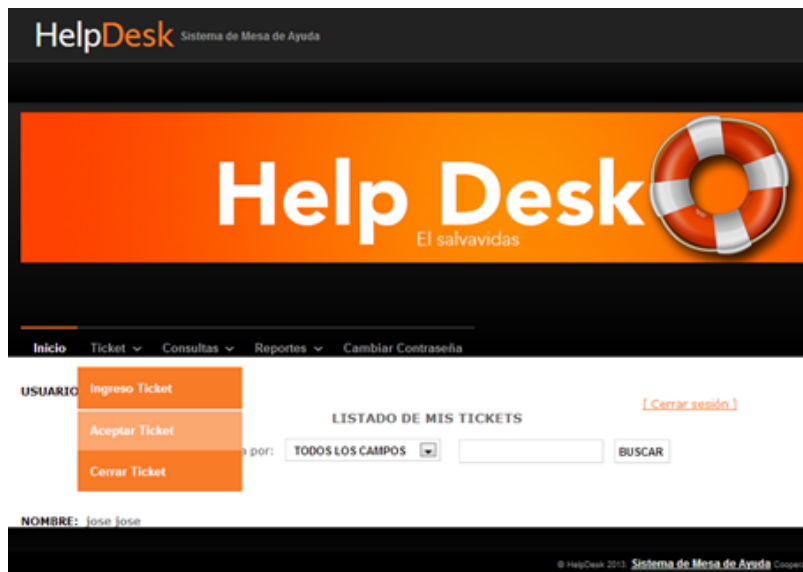 HelpDesk Sistema de Mesa de Ayuda
Help Desk
El salvavidas
Inicio Ticket Consultas Reportes Cambiar Contraseña
USUARIO
Ingreso Ticket
Aceptar Ticket
Cerrar Ticket
[ Cerrar sesión ]
LISTADO DE MIS TICKETS
por: TODOS LOS CAMPOS BUSCAR
NOMBRE: jose jose
© HelpDesk 2013. Sistema de Mesa de Ayuda